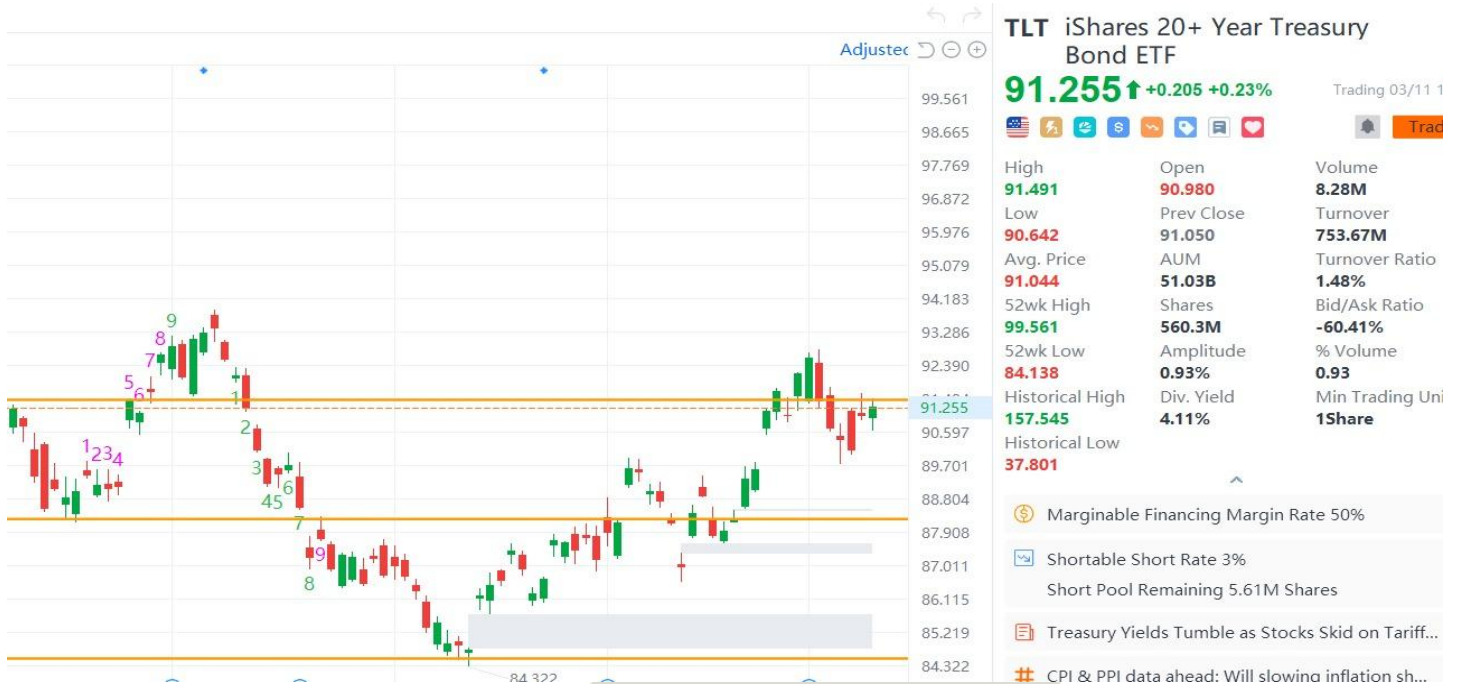 Adjusted
99.561
98.665
97.769
96.872
95.976
95.079
94.183
93.286
92.390
91.255
90.597
89.701
88.804
87.908
87.011
86.115
85.219
84.322
1
2
3
4
5
6
7
8
9
1
2
3
4
5
6
7
8
9
84.322
TLT iShares 20+ Year Treasury
Bond ETF
91.255 +0.205 +0.23% Trading 03/11 1
Trad
High Open Volume
91.491 90.980 8.28M
Low Prev Close Turnover
90.642 91.050 753.67M
Avg. Price AUM Turnover Ratio
91.044 51.03B 1.48%
52wk High Shares Bid/Ask Ratio
99.561 560.3M -60.41%
52wk Low Amplitude % Volume
84.138 0.93% 0.93
Historical High Div. Yield Min Trading Uni
157.545 4.11% 1Share
Historical Low
37.801
Marginable Financing Margin Rate 50%
Shortable Short Rate 3%
Short Pool Remaining 5.61M Shares
Treasury Yields Tumble as Stocks Skid on Tariff...
CPI & PPI data ahead: Will slowing inflation sh...